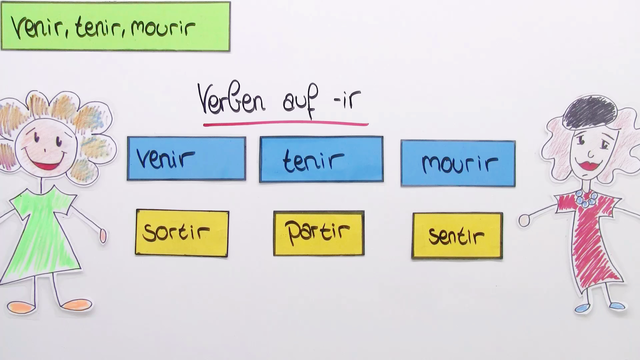 venir, tenir, mourir
Verben auf -ir
venir tenir mourir
sortir partir sentir